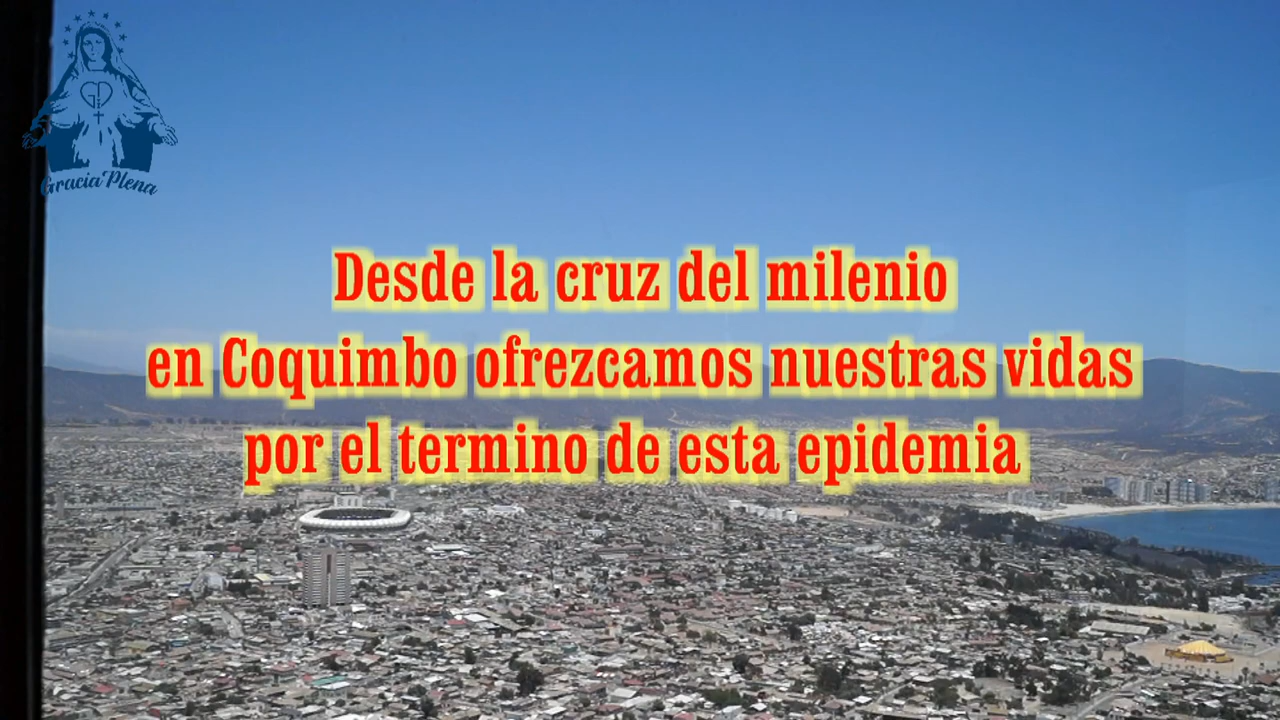 Gracia Plena
Desde la cruz del milenio
en Coquimbo ofrezcamos nuestras vidas
por el termino de esta epidemia